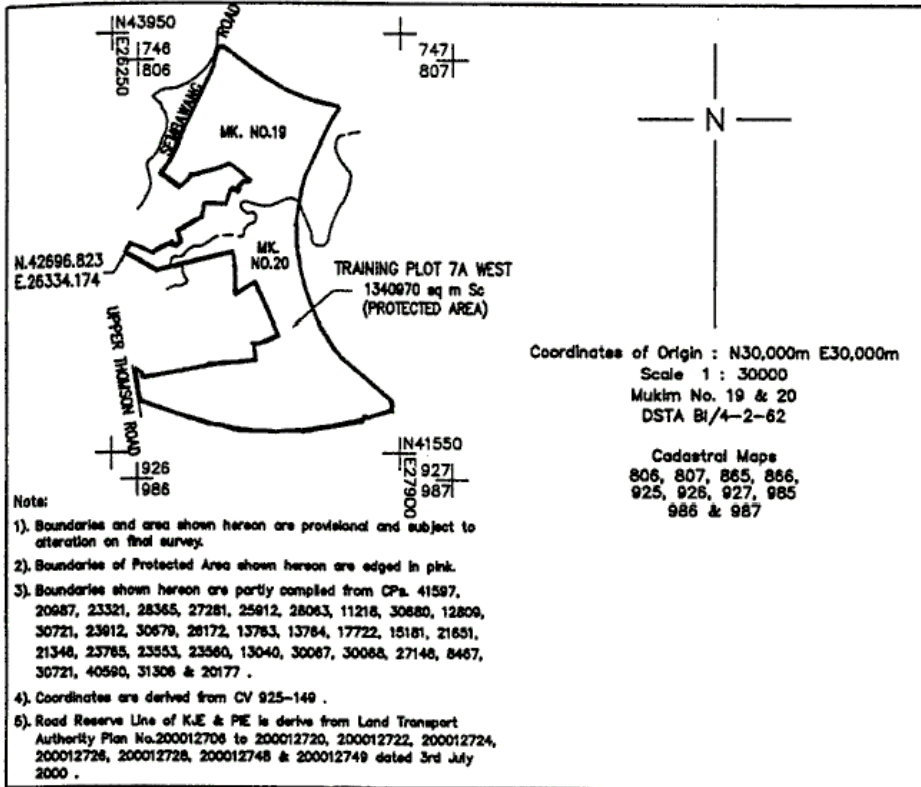 N43950
E26250
746
806
ROAD
747
807
SEMBAWANG
MK. NO.19
N
MK.
NO.20
N.42696.823
E.26334.174
TRAINING PLOT 7A WEST
1340970 sq m Sc
(PROTECTED AREA)
UPPER THOMSON ROAD
Coordinates of Origin : N30,000m E30,000m
Scale 1 : 30000
Mukim No. 19 & 20
DSTA BI/4-2-62
Cadastral Maps
806, 807, 865, 866,
925, 926, 927, 985
986 & 987
926
986
N41550
E27900
927
987
Note:
1). Boundaries and area shown hereon are provisional and subject to
alteration on final survey.
2). Boundaries of Protected Area shown hereon are edged in pink.
3). Boundaries shown hereon are partly compiled from CPs. 41597,
20987, 23321, 28365, 27281, 25912, 28063, 11218, 30680, 12809,
30721, 23912, 30679, 26172, 13763, 13764, 17722, 15181, 21651,
21348, 23765, 23553, 23560, 13040, 30067, 30068, 27148, 8467,
30721, 40590, 31306 & 20177 .
4). Coordinates are derived from CV 925-149 .
5). Road Reserve Line of KJE & PIE is derive from Land Transport
Authority Plan No.200012706 to 200012720, 200012722, 200012724,
200012726, 200012728, 200012748 & 200012749 dated 3rd July
2000 .